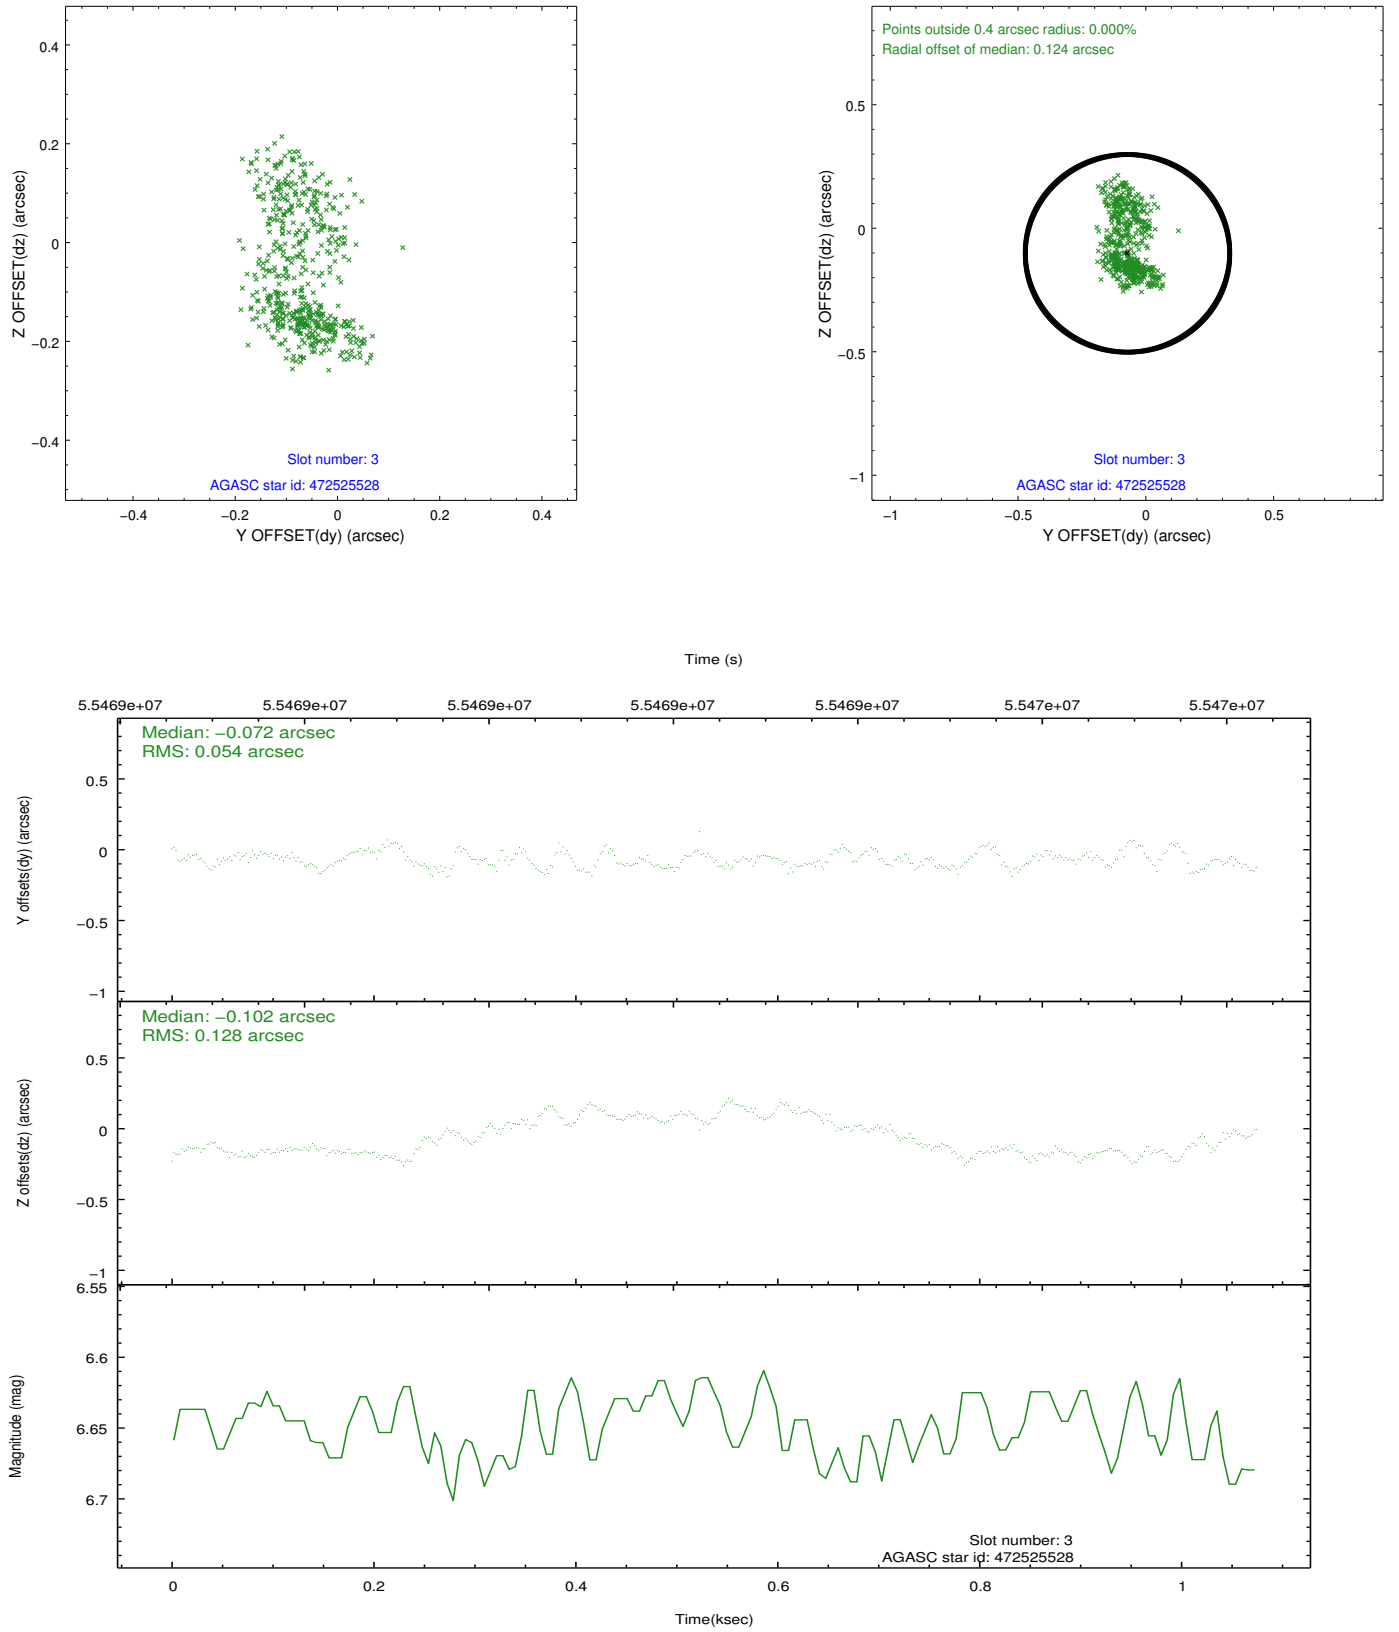 0.4
0.2
0
−0.2
−0.4
Z OFFSET(dz) (arcsec)
Slot number: 3
AGASC star id: 472525528
−0.4 −0.2 0 0.2 0.4
Y OFFSET(dy) (arcsec)
Points outside 0.4 arcsec radius: 0.000%
Radial offset of median: 0.124 arcsec
0.5
0
−0.5
−1
Z OFFSET(dz) (arcsec)
Slot number: 3
AGASC star id: 472525528
−1 −0.5 0 0.5
Y OFFSET(dy) (arcsec)
Time (s)
5.5469e+07 5.5469e+07 5.5469e+07 5.5469e+07 5.5469e+07 5.547e+07 5.547e+07
Median: −0.072 arcsec
RMS: 0.054 arcsec
0.5
0
−0.5
−1
Y offsets(dy) (arcsec)
Median: −0.102 arcsec
RMS: 0.128 arcsec
0.5
0
−0.5
−1
Z offsets(dz) (arcsec)
6.55
6.6
6.65
6.7
Magnitude (mag)
Slot number: 3
AGASC star id: 472525528
0 0.2 0.4 0.6 0.8 1
Time(ksec)